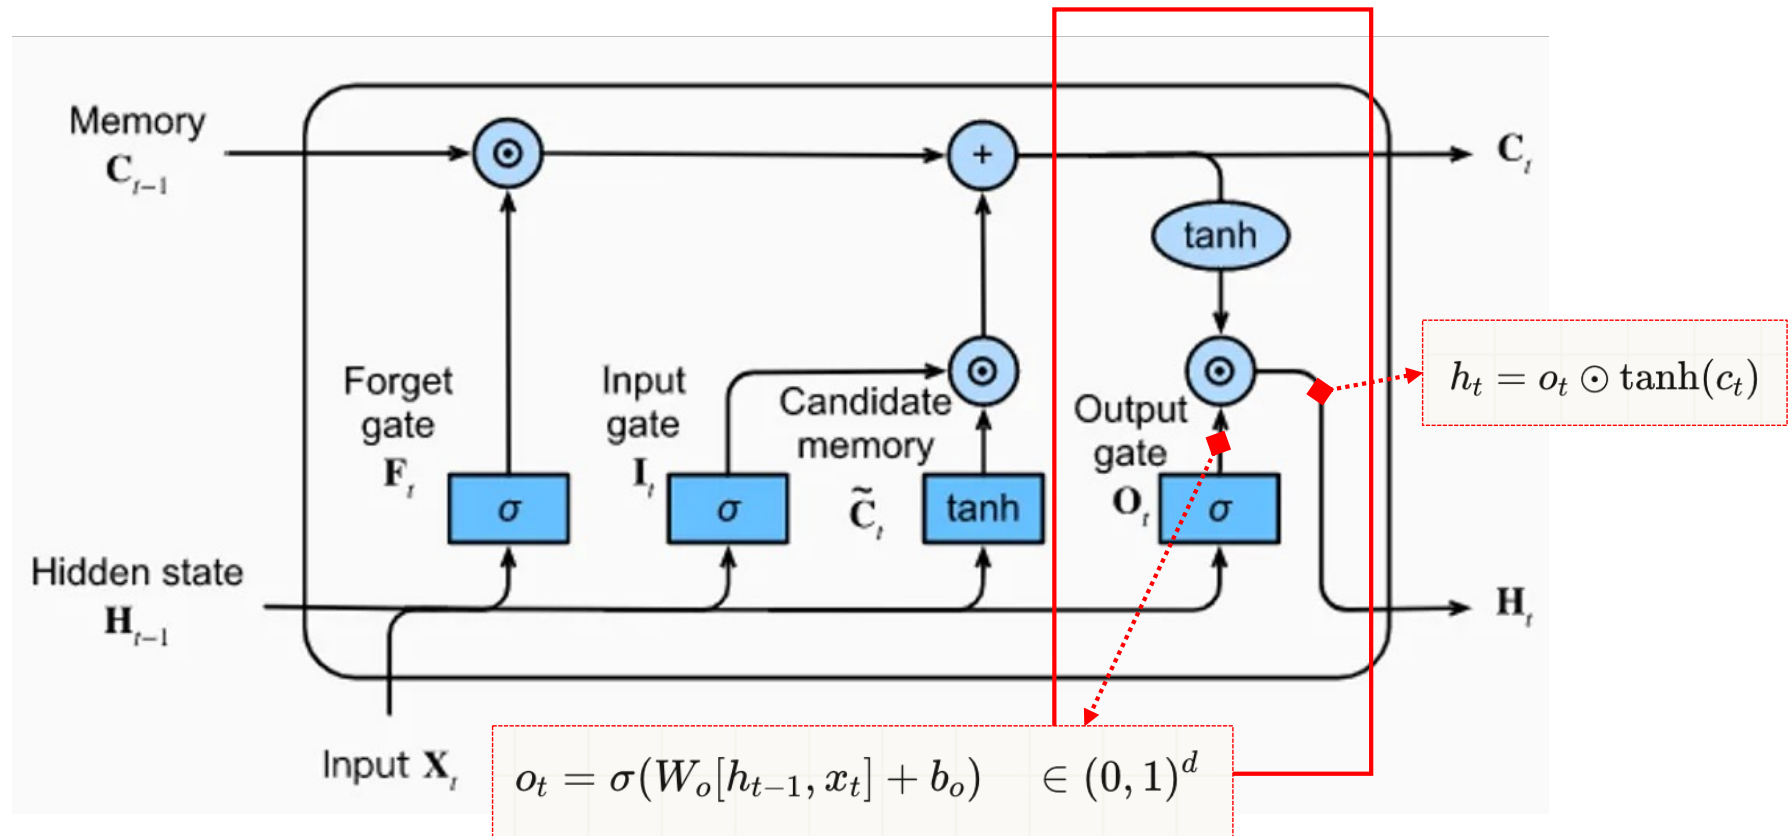 Memory
C_{t-1}
⊙
+
C_t
tanh
Forget
gate
F_t
Input
gate
I_t
⊙
Candidate
memory
C̃_t
⊙
Output
gate
O_t
h_t = o_t ⊙ tanh(c_t)
σ
σ
tanh
σ
Hidden state
H_{t-1}
H_t
Input X_t
o_t = σ(W_o[h_{t-1}, x_t] + b_o) ∈ (0, 1)^d